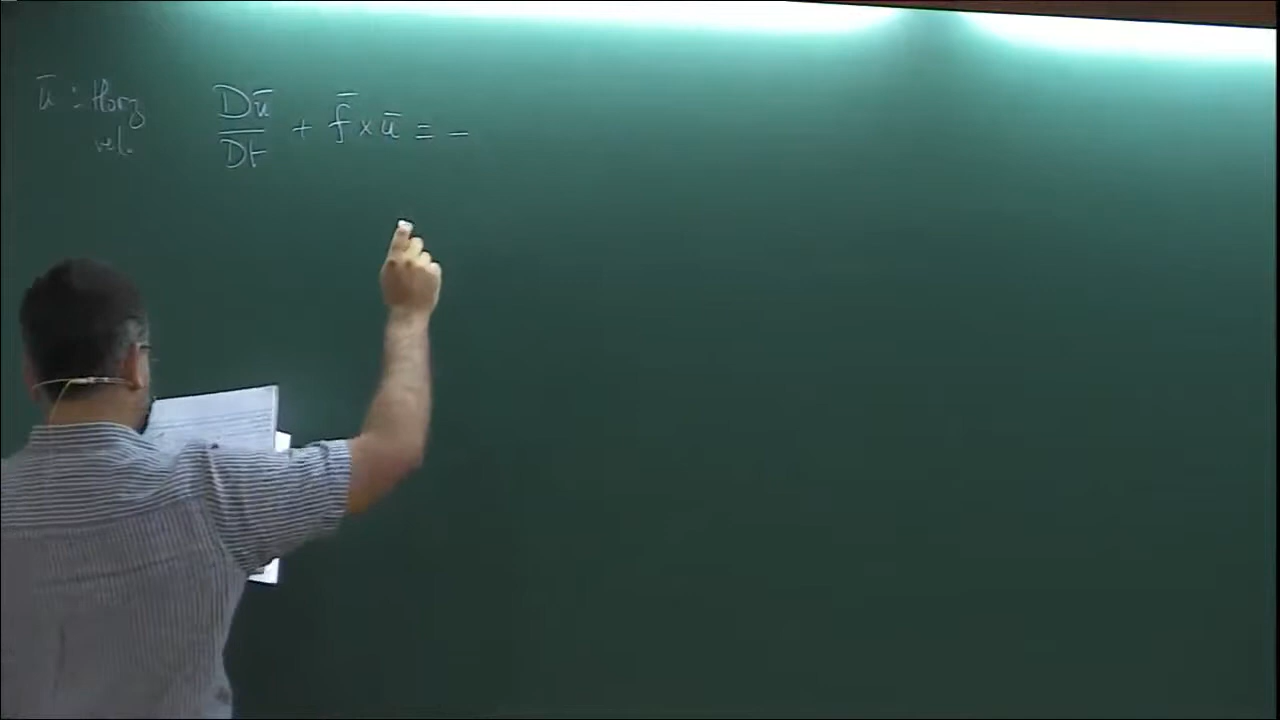 ū : Horz
vel.
Dū/Dt + f̄ × ū = −